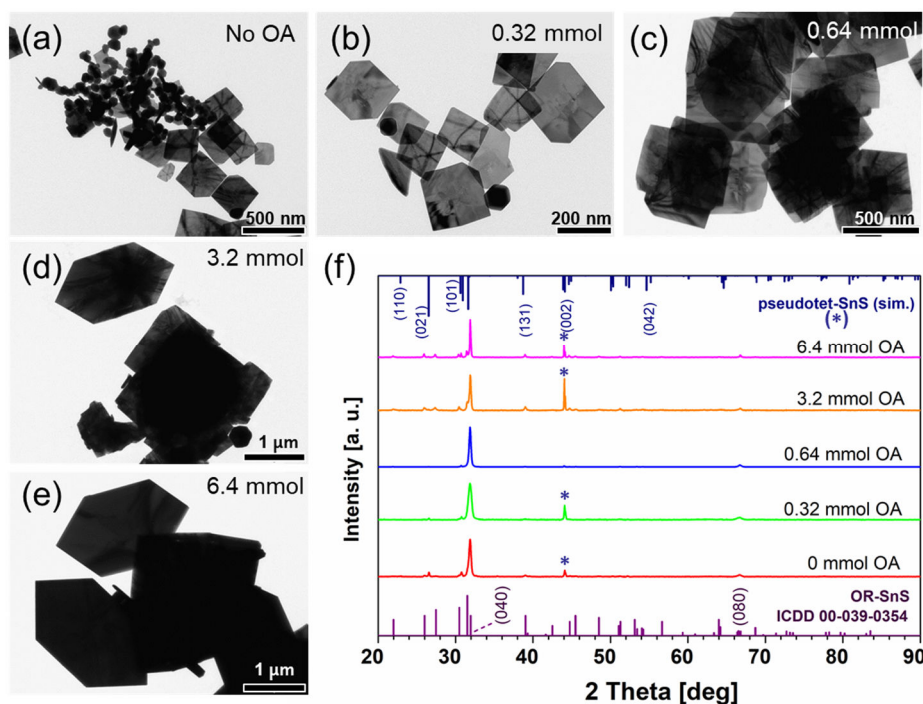 (a)
No OA
500 nm
(b)
0.32 mmol
200 nm
(c)
0.64 mmol
500 nm
(d)
3.2 mmol
1 µm
(e)
6.4 mmol
1 µm
(f)
(110)
(021)
(101)
(131)
(002)
(042)
pseudotet-SnS (sim.)
(*)
*
6.4 mmol OA
*
3.2 mmol OA
0.64 mmol OA
*
0.32 mmol OA
*
0 mmol OA
(040)
(080)
OR-SnS
ICDD 00-039-0354
Intensity [a. u.]
20 30 40 50 60 70 80 90
2 Theta [deg]